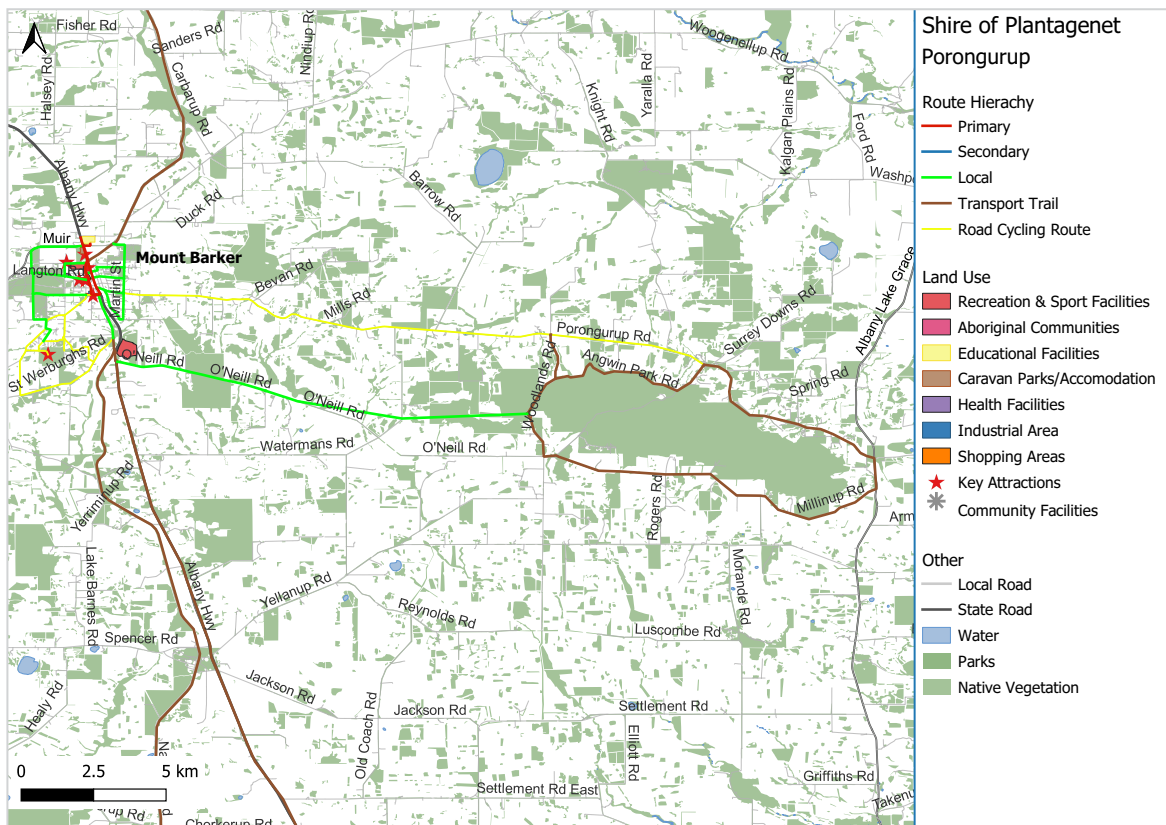 Fisher Rd
Sanders Rd
Nindiup Rd
Woogenellup Rd
Halsey Rd
Carbarup Rd
Knight Rd
Yaralla Rd
Kalgan Plains Rd
Ford Rd
Albany Hwy
Duck Rd
Barrow Rd
Muir
Mount Barker
Langton Rd
Martin St
Bevan Rd
Mills Rd
Porongurup Rd
Surrey Downs Rd
Albany Lake Grace
St Werburghs Rd
O'Neill Rd
O'Neill Rd
O'Neill Rd
Woodlands Rd
Angwin Park Rd
Spring Rd
Watermans Rd
O'Neill Rd
Yerriminup Rd
Rogers Rd
Millinup Rd
Arm
Lake Barnes Rd
Albany Hwy
Yellanup Rd
Reynolds Rd
Morande Rd
Luscombe Rd
Spencer Rd
Healy Rd
Jackson Rd
Old Coach Rd
Jackson Rd
Settlement Rd
Elliott Rd
Griffiths Rd
Settlement Rd East
Takenu
Chorkerup Rd
0 2.5 5 km
Shire of Plantagenet
Porongurup
Route Hierachy
Primary
Secondary
Local
Transport Trail
Road Cycling Route
Land Use
Recreation & Sport Facilities
Aboriginal Communities
Educational Facilities
Caravan Parks/Accomodation
Health Facilities
Industrial Area
Shopping Areas
Key Attractions
Community Facilities
Other
Local Road
State Road
Water
Parks
Native Vegetation